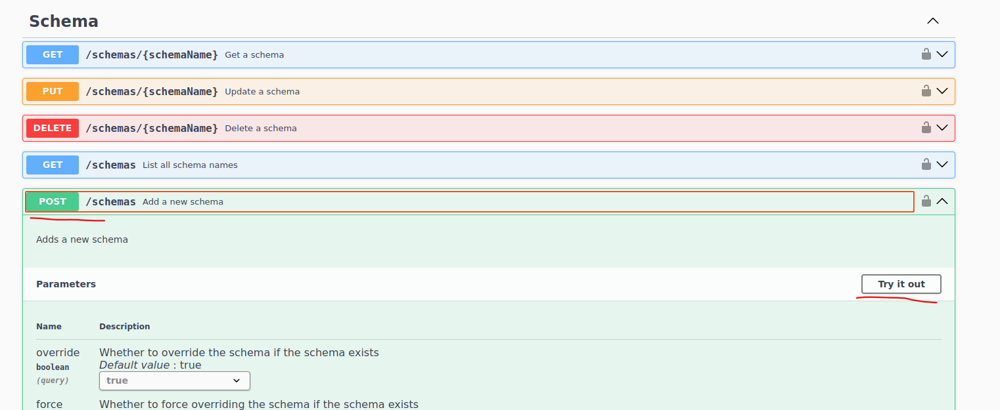 Schema
GET /schemas/{schemaName} Get a schema
PUT /schemas/{schemaName} Update a schema
DELETE /schemas/{schemaName} Delete a schema
GET /schemas List all schema names
POST /schemas Add a new schema
Adds a new schema
Parameters Try it out
Name Description
override Whether to override the schema if the schema exists
boolean Default value : true
(query) true
force Whether to force overriding the schema if the schema exists